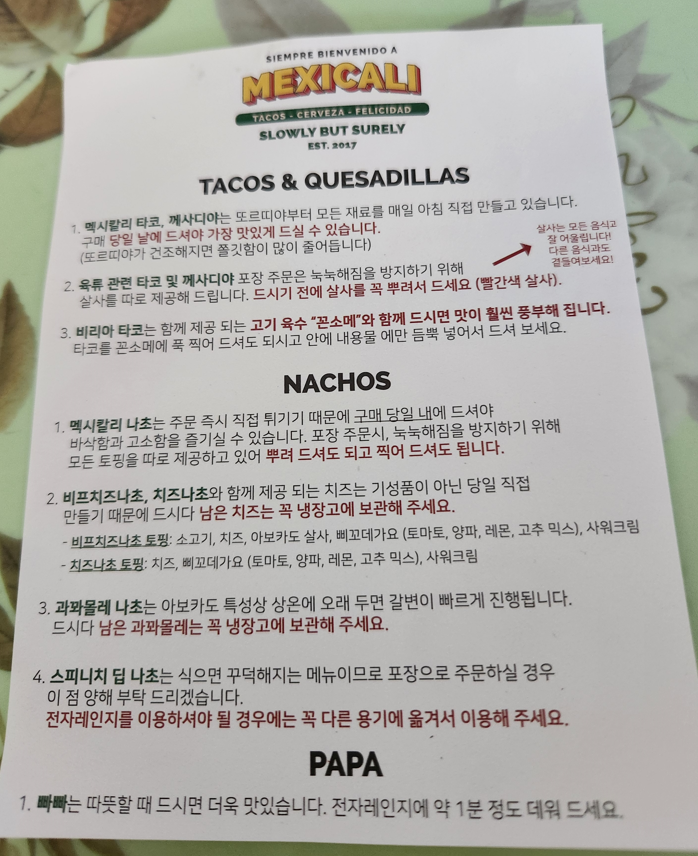 SIEMPRE BIENVENIDO A
MEXICALI
TACOS - CERVEZA - FELICIDAD
SLOWLY BUT SURELY
EST. 2017
TACOS & QUESADILLAS
1. 멕시칼리 타코, 께사디야는 또르띠야부터 모든 재료를 매일 아침 직접 만들고 있습니다.
구매 당일 날에 드셔야 가장 맛있게 드실 수 있습니다.
(또르띠야가 건조해지면 쫄깃함이 많이 줄어듭니다)
살사는 모든 음식과
잘 어울립니다!
다른 음식과도
곁들여보세요!
2. 육류 관련 타코 및 께사디야 포장 주문은 눅눅해짐을 방지하기 위해
살사를 따로 제공해 드립니다. 드시기 전에 살사를 꼭 뿌려서 드세요 (빨간색 살사).
3. 비리아 타코는 함께 제공 되는 고기 육수 “꼰소메”와 함께 드시면 맛이 훨씬 풍부해 집니다.
타코를 꼰소메에 푹 찍어 드셔도 되시고 안에 내용물 에만 듬뿍 넣어서 드셔 보세요.
NACHOS
1. 멕시칼리 나초는 주문 즉시 직접 튀기기 때문에 구매 당일 내에 드셔야
바삭함과 고소함을 즐기실 수 있습니다. 포장 주문시, 눅눅해짐을 방지하기 위해
모든 토핑을 따로 제공하고 있어 뿌려 드셔도 되고 찍어 드셔도 됩니다.
2. 비프치즈나초, 치즈나초와 함께 제공 되는 치즈는 기성품이 아닌 당일 직접
만들기 때문에 드시다 남은 치즈는 꼭 냉장고에 보관해 주세요.
- 비프치즈나초 토핑: 소고기, 치즈, 아보카도 살사, 삐꼬데가요 (토마토, 양파, 레몬, 고추 믹스), 사워크림
- 치즈나초 토핑: 치즈, 삐꼬데가요 (토마토, 양파, 레몬, 고추 믹스), 사워크림
3. 과꽈몰레 나초는 아보카도 특성상 상온에 오래 두면 갈변이 빠르게 진행됩니다.
드시다 남은 과꽈몰레는 꼭 냉장고에 보관해 주세요.
4. 스피니치 딥 나초는 식으면 꾸덕해지는 메뉴이므로 포장으로 주문하실 경우
이 점 양해 부탁 드리겠습니다.
전자레인지를 이용하셔야 될 경우에는 꼭 다른 용기에 옮겨서 이용해 주세요.
PAPA
1. 빠빠는 따뜻할 때 드시면 더욱 맛있습니다. 전자레인지에 약 1분 정도 데워 드세요.